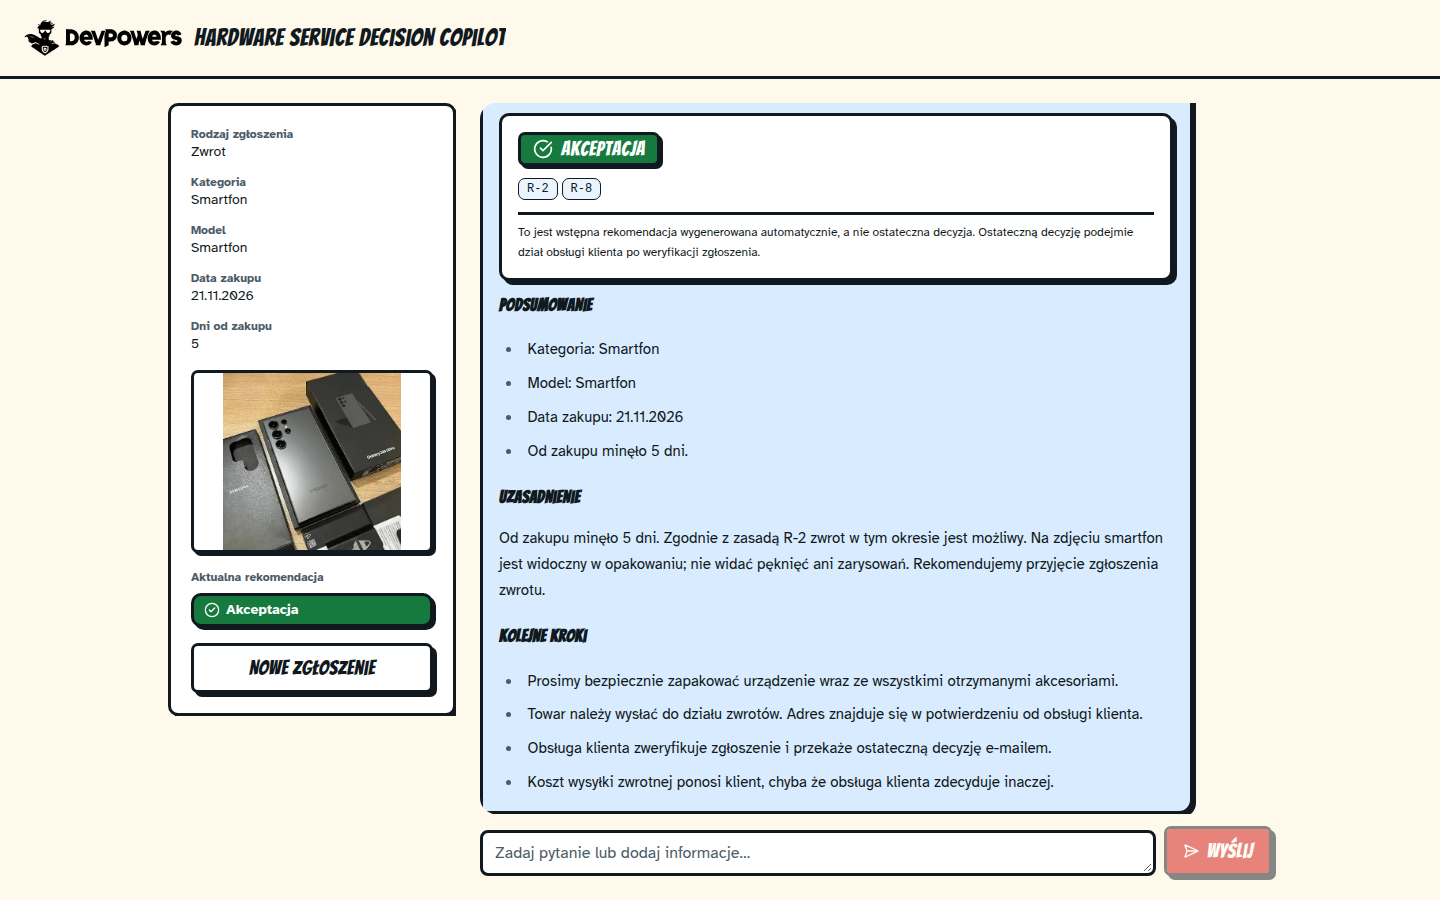 DevPowers HARDWARE SERVICE DECISION COPILOT
Rodzaj zgłoszenia
Zwrot
Kategoria
Smartfon
Model
Smartfon
Data zakupu
21.11.2026
Dni od zakupu
5
SAMSUNG
Aktualna rekomendacja
Akceptacja
NOWE ZGŁOSZENIE
AKCEPTACJA
R-2 R-8
To jest wstępna rekomendacja wygenerowana automatycznie, a nie ostateczna decyzja. Ostateczną decyzję podejmie
dział obsługi klienta po weryfikacji zgłoszenia.
PODSUMOWANIE
Kategoria: Smartfon
Model: Smartfon
Data zakupu: 21.11.2026
Od zakupu minęło 5 dni.
UZASADNIENIE
Od zakupu minęło 5 dni. Zgodnie z zasadą R-2 zwrot w tym okresie jest możliwy. Na zdjęciu smartfon
jest widoczny w opakowaniu; nie widać pęknięć ani zarysowań. Rekomendujemy przyjęcie zgłoszenia
zwrotu.
KOLEJNE KROKI
Prosimy bezpiecznie zapakować urządzenie wraz ze wszystkimi otrzymanymi akcesoriami.
Towar należy wysłać do działu zwrotów. Adres znajduje się w potwierdzeniu od obsługi klienta.
Obsługa klienta zweryfikuje zgłoszenie i przekaże ostateczną decyzję e-mailem.
Koszt wysyłki zwrotnej ponosi klient, chyba że obsługa klienta zdecyduje inaczej.
Zadaj pytanie lub dodaj informacje...
WYŚLIJ